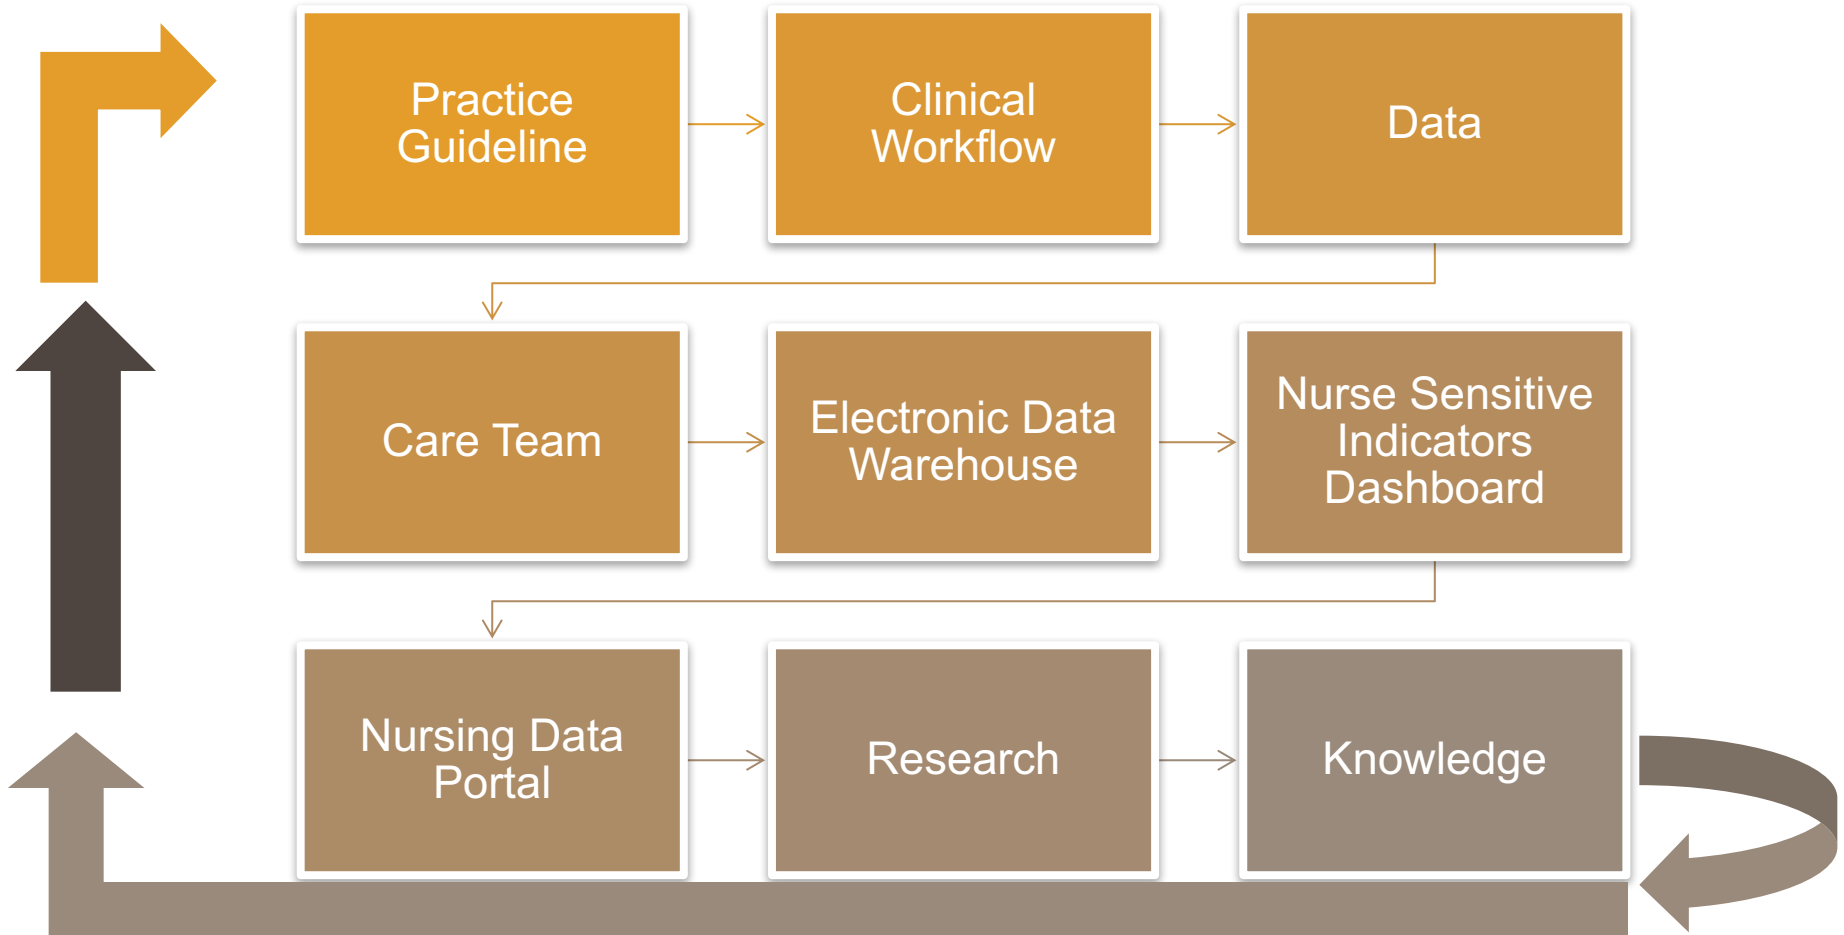 Practice
Guideline
Clinical
Workflow
Data
Care Team
Electronic Data
Warehouse
Nurse Sensitive
Indicators
Dashboard
Nursing Data
Portal
Research
Knowledge